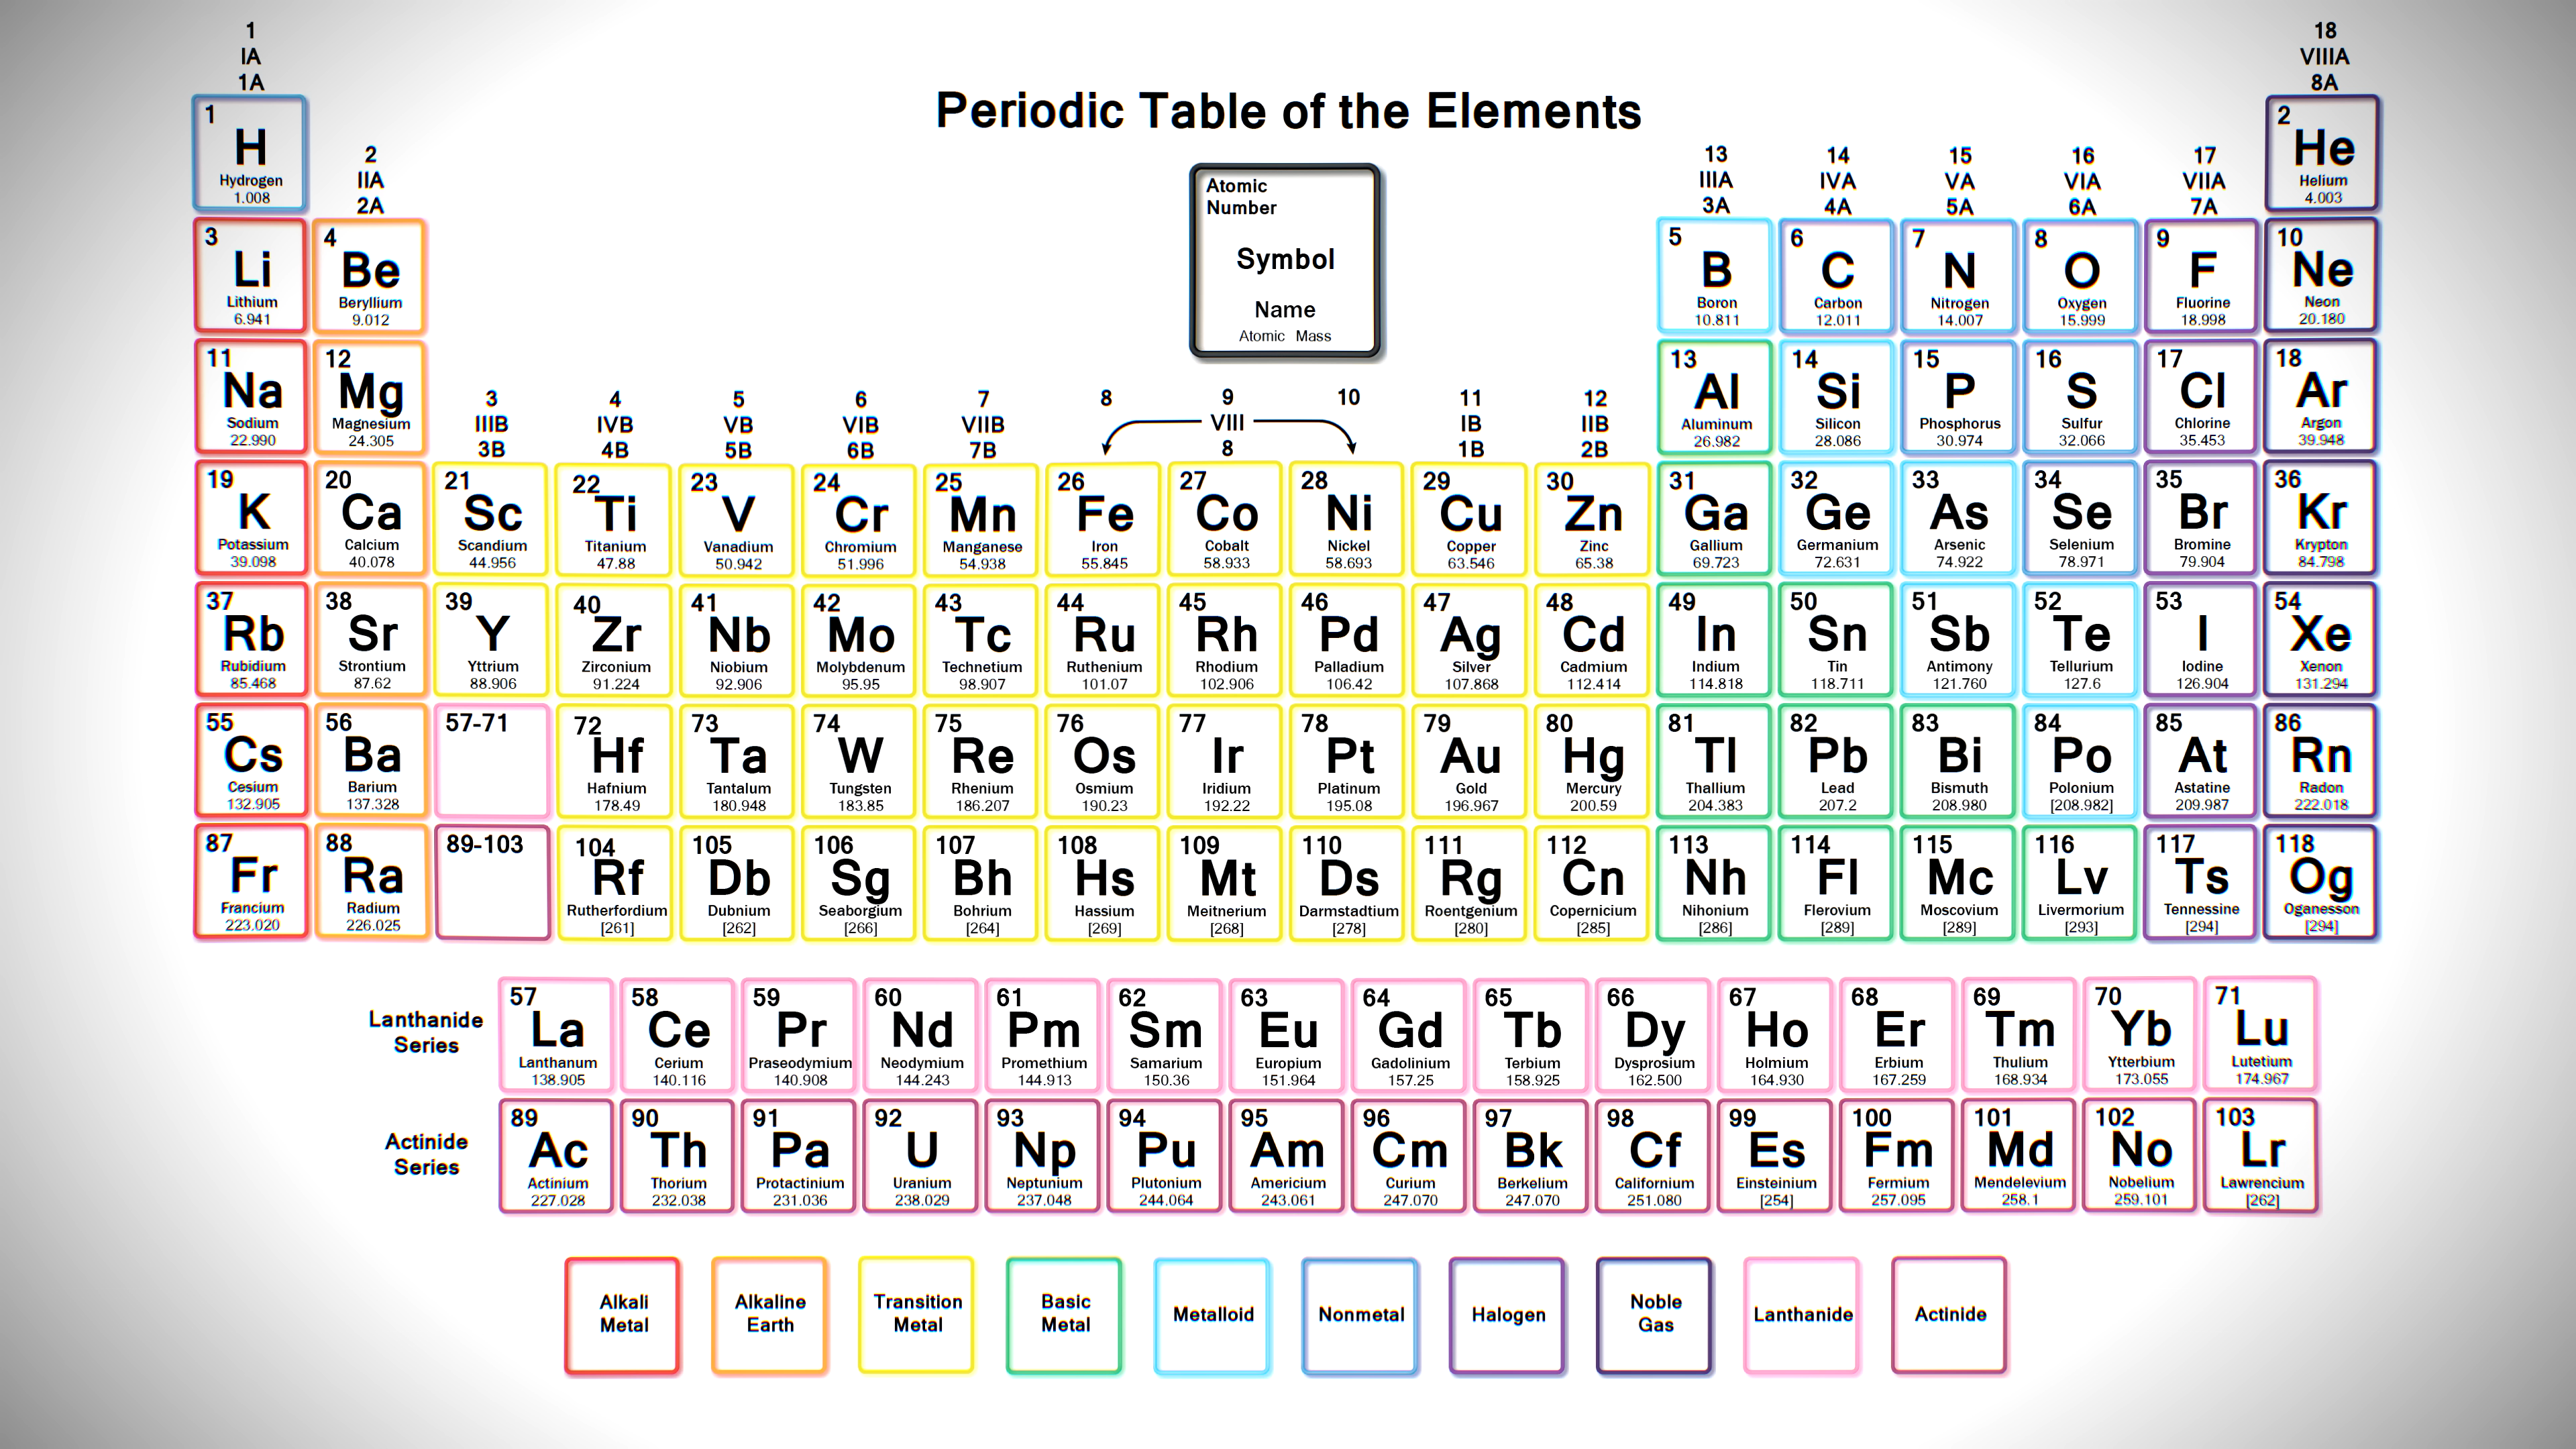 1
IA
1A
18
VIIIA
8A
Periodic Table of the Elements
1
H
Hydrogen
1.008
2
IIA
2A
13
IIIA
3A
14
IVA
4A
15
VA
5A
16
VIA
6A
17
VIIA
7A
2
He
Helium
4.003
Atomic
Number
Symbol
Name
Atomic Mass
3
Li
Lithium
6.941
4
Be
Beryllium
9.012
5
B
Boron
10.811
6
C
Carbon
12.011
7
N
Nitrogen
14.007
8
O
Oxygen
15.999
9
F
Fluorine
18.998
10
Ne
Neon
20.180
11
Na
Sodium
22.990
12
Mg
Magnesium
24.305
13
Al
Aluminum
26.982
14
Si
Silicon
28.086
15
P
Phosphorus
30.974
16
S
Sulfur
32.066
17
Cl
Chlorine
35.453
18
Ar
Argon
39.948
3
IIIB
3B
4
IVB
4B
5
VB
5B
6
VIB
6B
7
VIIB
7B
8
9
10
VIII
8
11
IB
1B
12
IIB
2B
19
K
Potassium
39.098
20
Ca
Calcium
40.078
21
Sc
Scandium
44.956
22
Ti
Titanium
47.88
23
V
Vanadium
50.942
24
Cr
Chromium
51.996
25
Mn
Manganese
54.938
26
Fe
Iron
55.845
27
Co
Cobalt
58.933
28
Ni
Nickel
58.693
29
Cu
Copper
63.546
30
Zn
Zinc
65.38
31
Ga
Gallium
69.723
32
Ge
Germanium
72.631
33
As
Arsenic
74.922
34
Se
Selenium
78.971
35
Br
Bromine
79.904
36
Kr
Krypton
84.798
37
Rb
Rubidium
85.468
38
Sr
Strontium
87.62
39
Y
Yttrium
88.906
40
Zr
Zirconium
91.224
41
Nb
Niobium
92.906
42
Mo
Molybdenum
95.95
43
Tc
Technetium
98.907
44
Ru
Ruthenium
101.07
45
Rh
Rhodium
102.906
46
Pd
Palladium
106.42
47
Ag
Silver
107.868
48
Cd
Cadmium
112.414
49
In
Indium
114.818
50
Sn
Tin
118.711
51
Sb
Antimony
121.760
52
Te
Tellurium
127.6
53
I
Iodine
126.904
54
Xe
Xenon
131.294
55
Cs
Cesium
132.905
56
Ba
Barium
137.328
57-71
72
Hf
Hafnium
178.49
73
Ta
Tantalum
180.948
74
W
Tungsten
183.85
75
Re
Rhenium
186.207
76
Os
Osmium
190.23
77
Ir
Iridium
192.22
78
Pt
Platinum
195.08
79
Au
Gold
196.967
80
Hg
Mercury
200.59
81
Tl
Thallium
204.383
82
Pb
Lead
207.2
83
Bi
Bismuth
208.980
84
Po
Polonium
[208.982]
85
At
Astatine
209.987
86
Rn
Radon
222.018
87
Fr
Francium
223.020
88
Ra
Radium
226.025
89-103
104
Rf
Rutherfordium
[261]
105
Db
Dubnium
[262]
106
Sg
Seaborgium
[266]
107
Bh
Bohrium
[264]
108
Hs
Hassium
[269]
109
Mt
Meitnerium
[268]
110
Ds
Darmstadtium
[278]
111
Rg
Roentgenium
[280]
112
Cn
Copernicium
[285]
113
Nh
Nihonium
[286]
114
Fl
Flerovium
[289]
115
Mc
Moscovium
[289]
116
Lv
Livermorium
[293]
117
Ts
Tennessine
[294]
118
Og
Oganesson
[294]
Lanthanide
Series
57
La
Lanthanum
138.905
58
Ce
Cerium
140.116
59
Pr
Praseodymium
140.908
60
Nd
Neodymium
144.243
61
Pm
Promethium
144.913
62
Sm
Samarium
150.36
63
Eu
Europium
151.964
64
Gd
Gadolinium
157.25
65
Tb
Terbium
158.925
66
Dy
Dysprosium
162.500
67
Ho
Holmium
164.930
68
Er
Erbium
167.259
69
Tm
Thulium
168.934
70
Yb
Ytterbium
173.055
71
Lu
Lutetium
174.967
Actinide
Series
89
Ac
Actinium
227.028
90
Th
Thorium
232.038
91
Pa
Protactinium
231.036
92
U
Uranium
238.029
93
Np
Neptunium
237.048
94
Pu
Plutonium
244.064
95
Am
Americium
243.061
96
Cm
Curium
247.070
97
Bk
Berkelium
247.070
98
Cf
Californium
251.080
99
Es
Einsteinium
[254]
100
Fm
Fermium
257.095
101
Md
Mendelevium
258.1
102
No
Nobelium
259.101
103
Lr
Lawrencium
[262]
Alkali
Metal
Alkaline
Earth
Transition
Metal
Basic
Metal
Metalloid
Nonmetal
Halogen
Noble
Gas
Lanthanide
Actinide